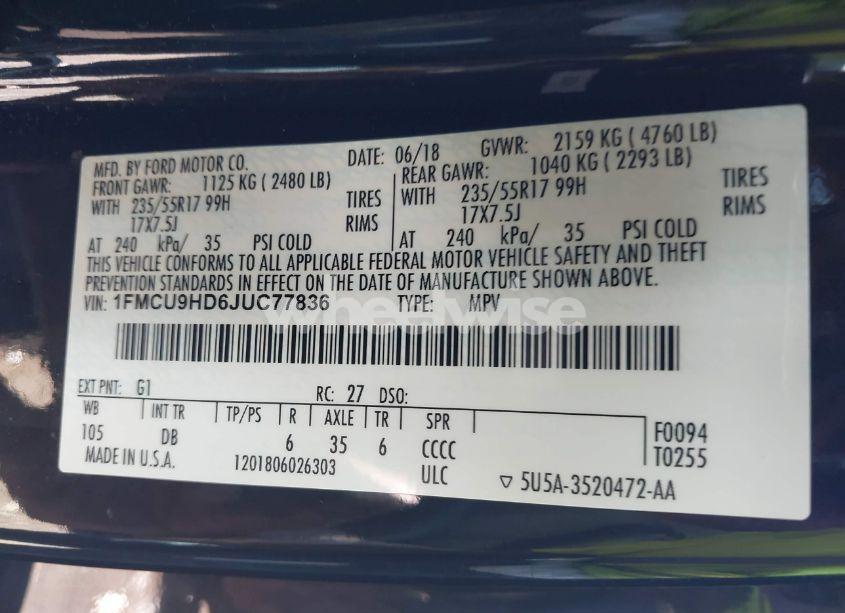 MFD. BY FORD MOTOR CO. DATE: 06/18 GVWR: 2159 KG ( 4760 LB)
FRONT GAWR: 1125 KG ( 2480 LB) REAR GAWR: 1040 KG ( 2293 LB)
WITH 235/55R17 99H TIRES WITH 235/55R17 99H TIRES
17X7.5J RIMS 17X7.5J RIMS
AT 240 kPa/ 35 PSI COLD AT 240 kPa/ 35 PSI COLD
THIS VEHICLE CONFORMS TO ALL APPLICABLE FEDERAL MOTOR VEHICLE SAFETY AND THEFT
PREVENTION STANDARDS IN EFFECT ON THE DATE OF MANUFACTURE SHOWN ABOVE.
VIN: 1FMCU9HD6JUC77836 TYPE: MPV
wheelwise
EXT PNT: G1 RC: 27 DSO:
WB INT TR TP/PS R AXLE TR SPR
105 DB 6 35 6 CCCC F0094
MADE IN U.S.A. 1201806026303 ULC T0255
5U5A-3520472-AA